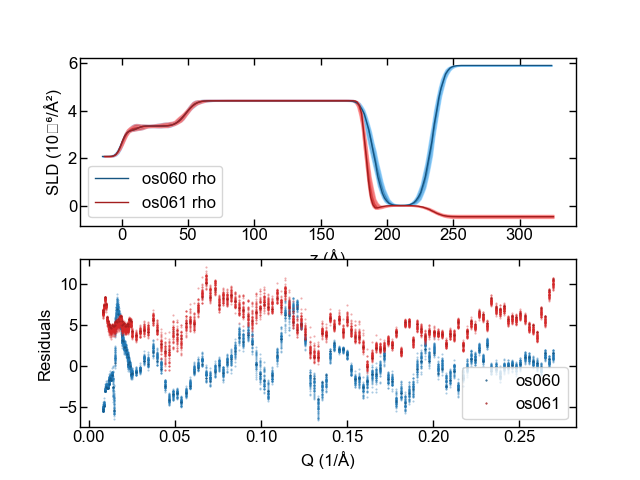 6
4
2
0
SLD (10▯⁶/Å²)
os060 rho
os061 rho
0
50
100
150
200
250
300
z (Å)
10
5
0
−5
Residuals
os060
os061
0.00
0.05
0.10
0.15
0.20
0.25
Q (1/Å)